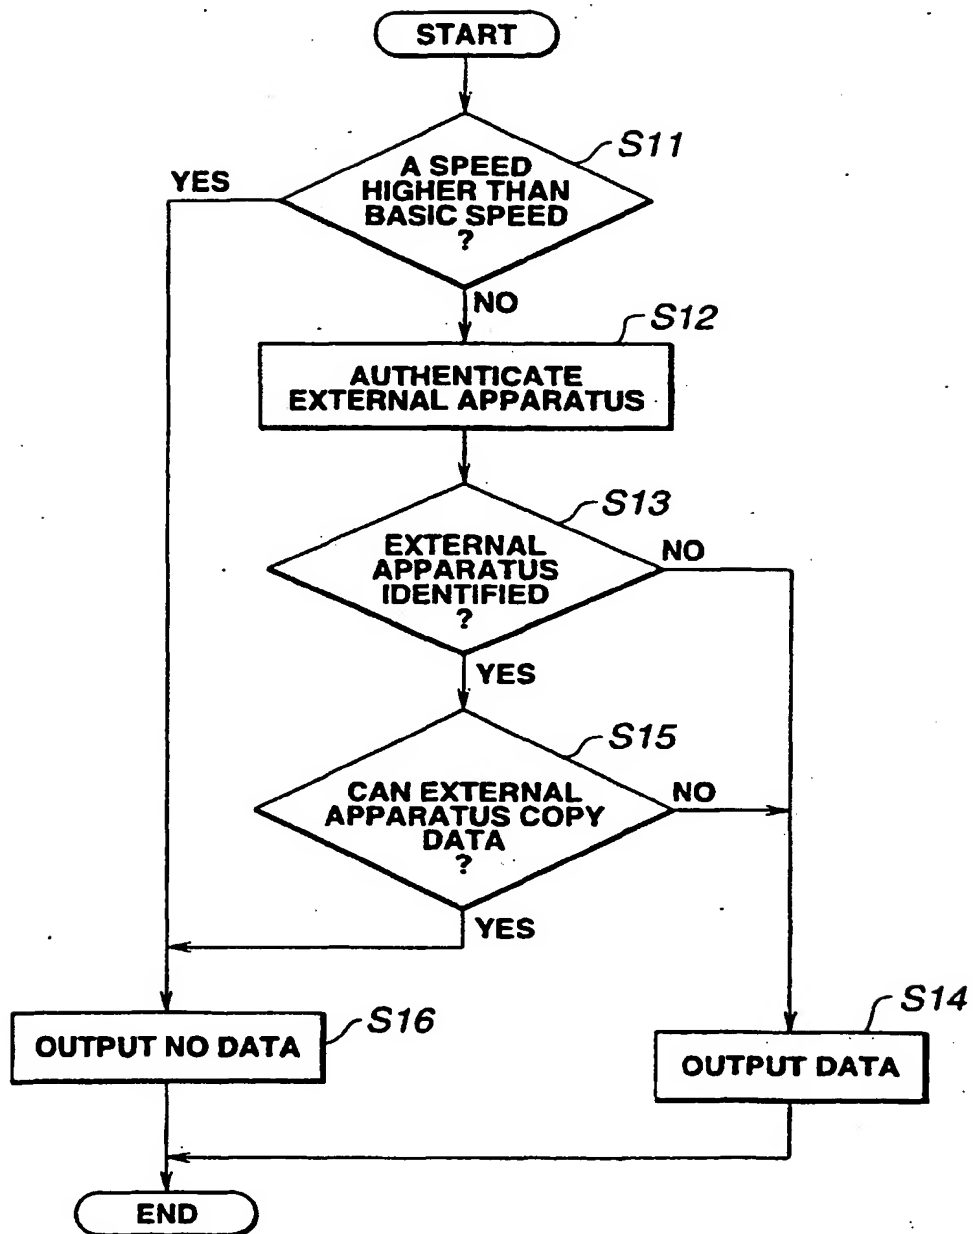 START
S11
A SPEED
HIGHER THAN
BASIC SPEED
?
YES
NO
S12
AUTHENTICATE
EXTERNAL APPARATUS
S13
EXTERNAL
APPARATUS
IDENTIFIED
?
NO
YES
S15
CAN EXTERNAL
APPARATUS COPY
DATA
?
NO
YES
S16
OUTPUT NO DATA
S14
OUTPUT DATA
END